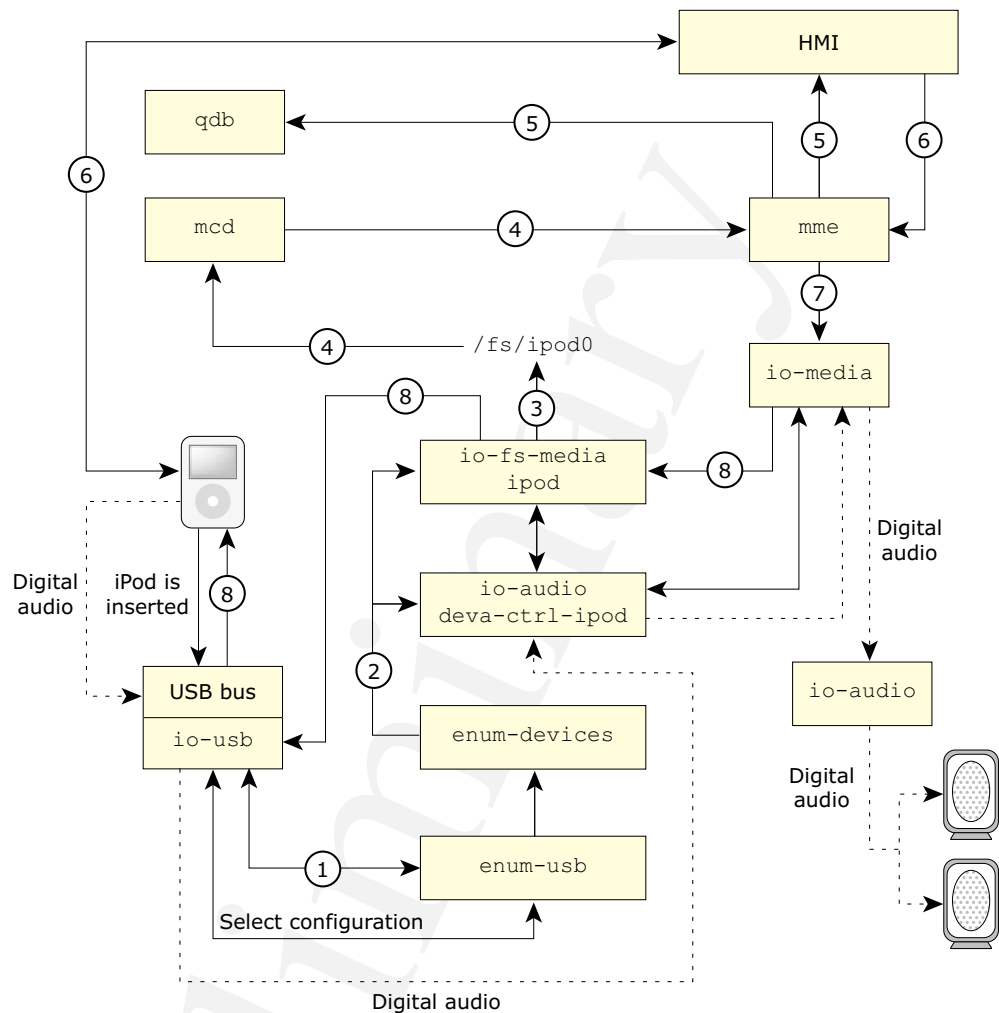 HMI
qdb
5
5
6
6
mcd
4
mme
7
4
/fs/ipod0
io-media
8
3
io-fs-media
ipod
8
Digital
audio
Digital
audio
iPod is
inserted
8
io-audio
deva-ctrl-ipod
2
USB bus
io-usb
enum-devices
io-audio
Digital
audio
1
enum-usb
Select configuration
Digital audio
liminary